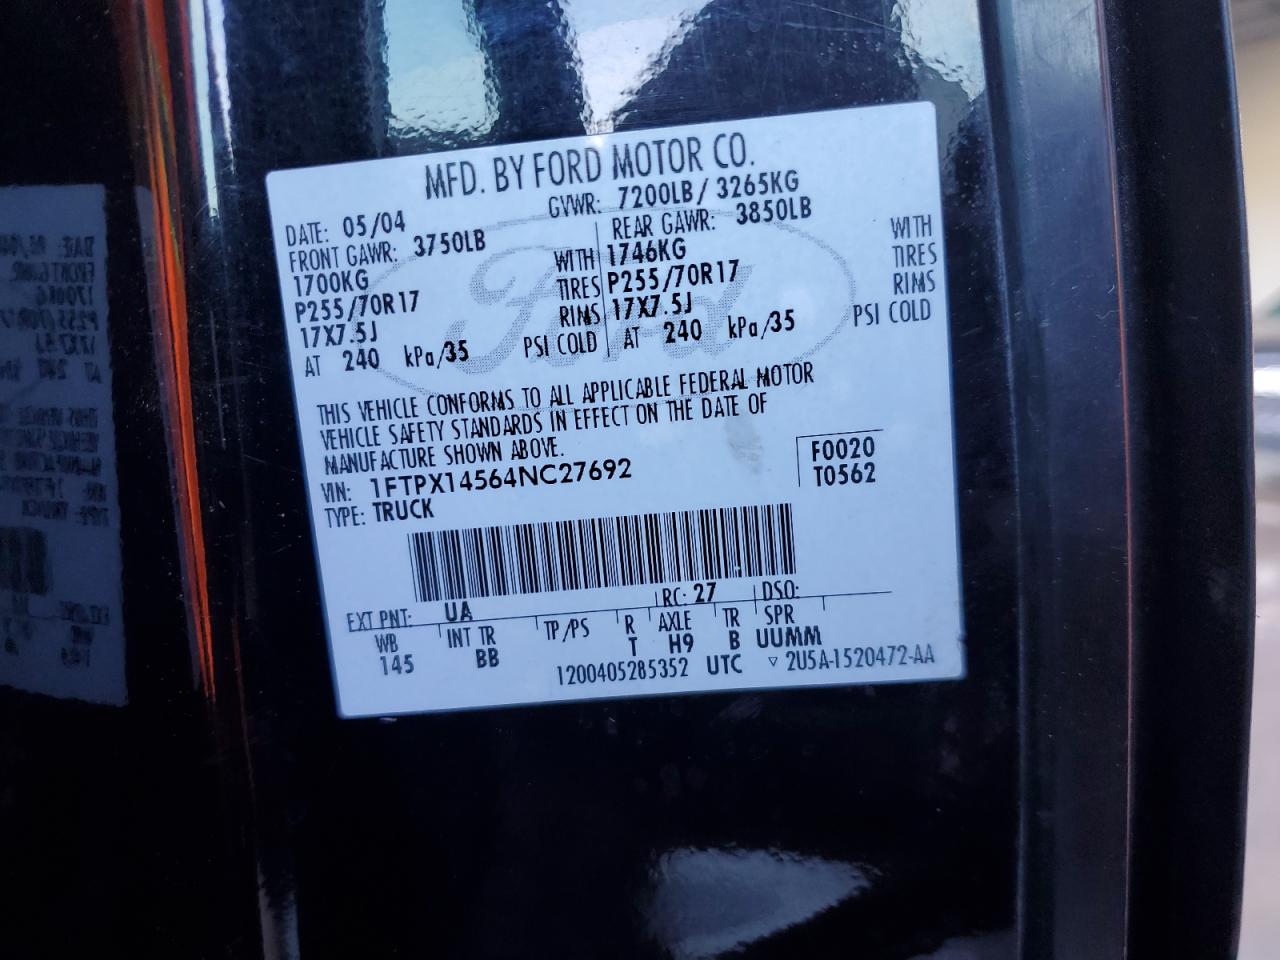 MFD. BY FORD MOTOR CO.
DATE: 05/04 GVWR: 7200LB/ 3265KG
FRONT GAWR: 3750LB REAR GAWR: 3850LB
1700KG WITH 1746KG WITH
P255/70R17 TIRES P255/70R17 TIRES
17X7.5J RIMS 17X7.5J RIMS
AT 240 kPa/35 PSI COLD AT 240 kPa/35 PSI COLD
Ford
THIS VEHICLE CONFORMS TO ALL APPLICABLE FEDERAL MOTOR
VEHICLE SAFETY STANDARDS IN EFFECT ON THE DATE OF
MANUFACTURE SHOWN ABOVE.
VIN: 1FTPX14564NC27692 F0020
TYPE: TRUCK T0562
EXT PNT: UA RC: 27 DSO:
WB INT TR TP/PS R AXLE TR SPR
145 BB T H9 B UUMM
1200405285352 UTC ▽ 2U5A-1520472-AA